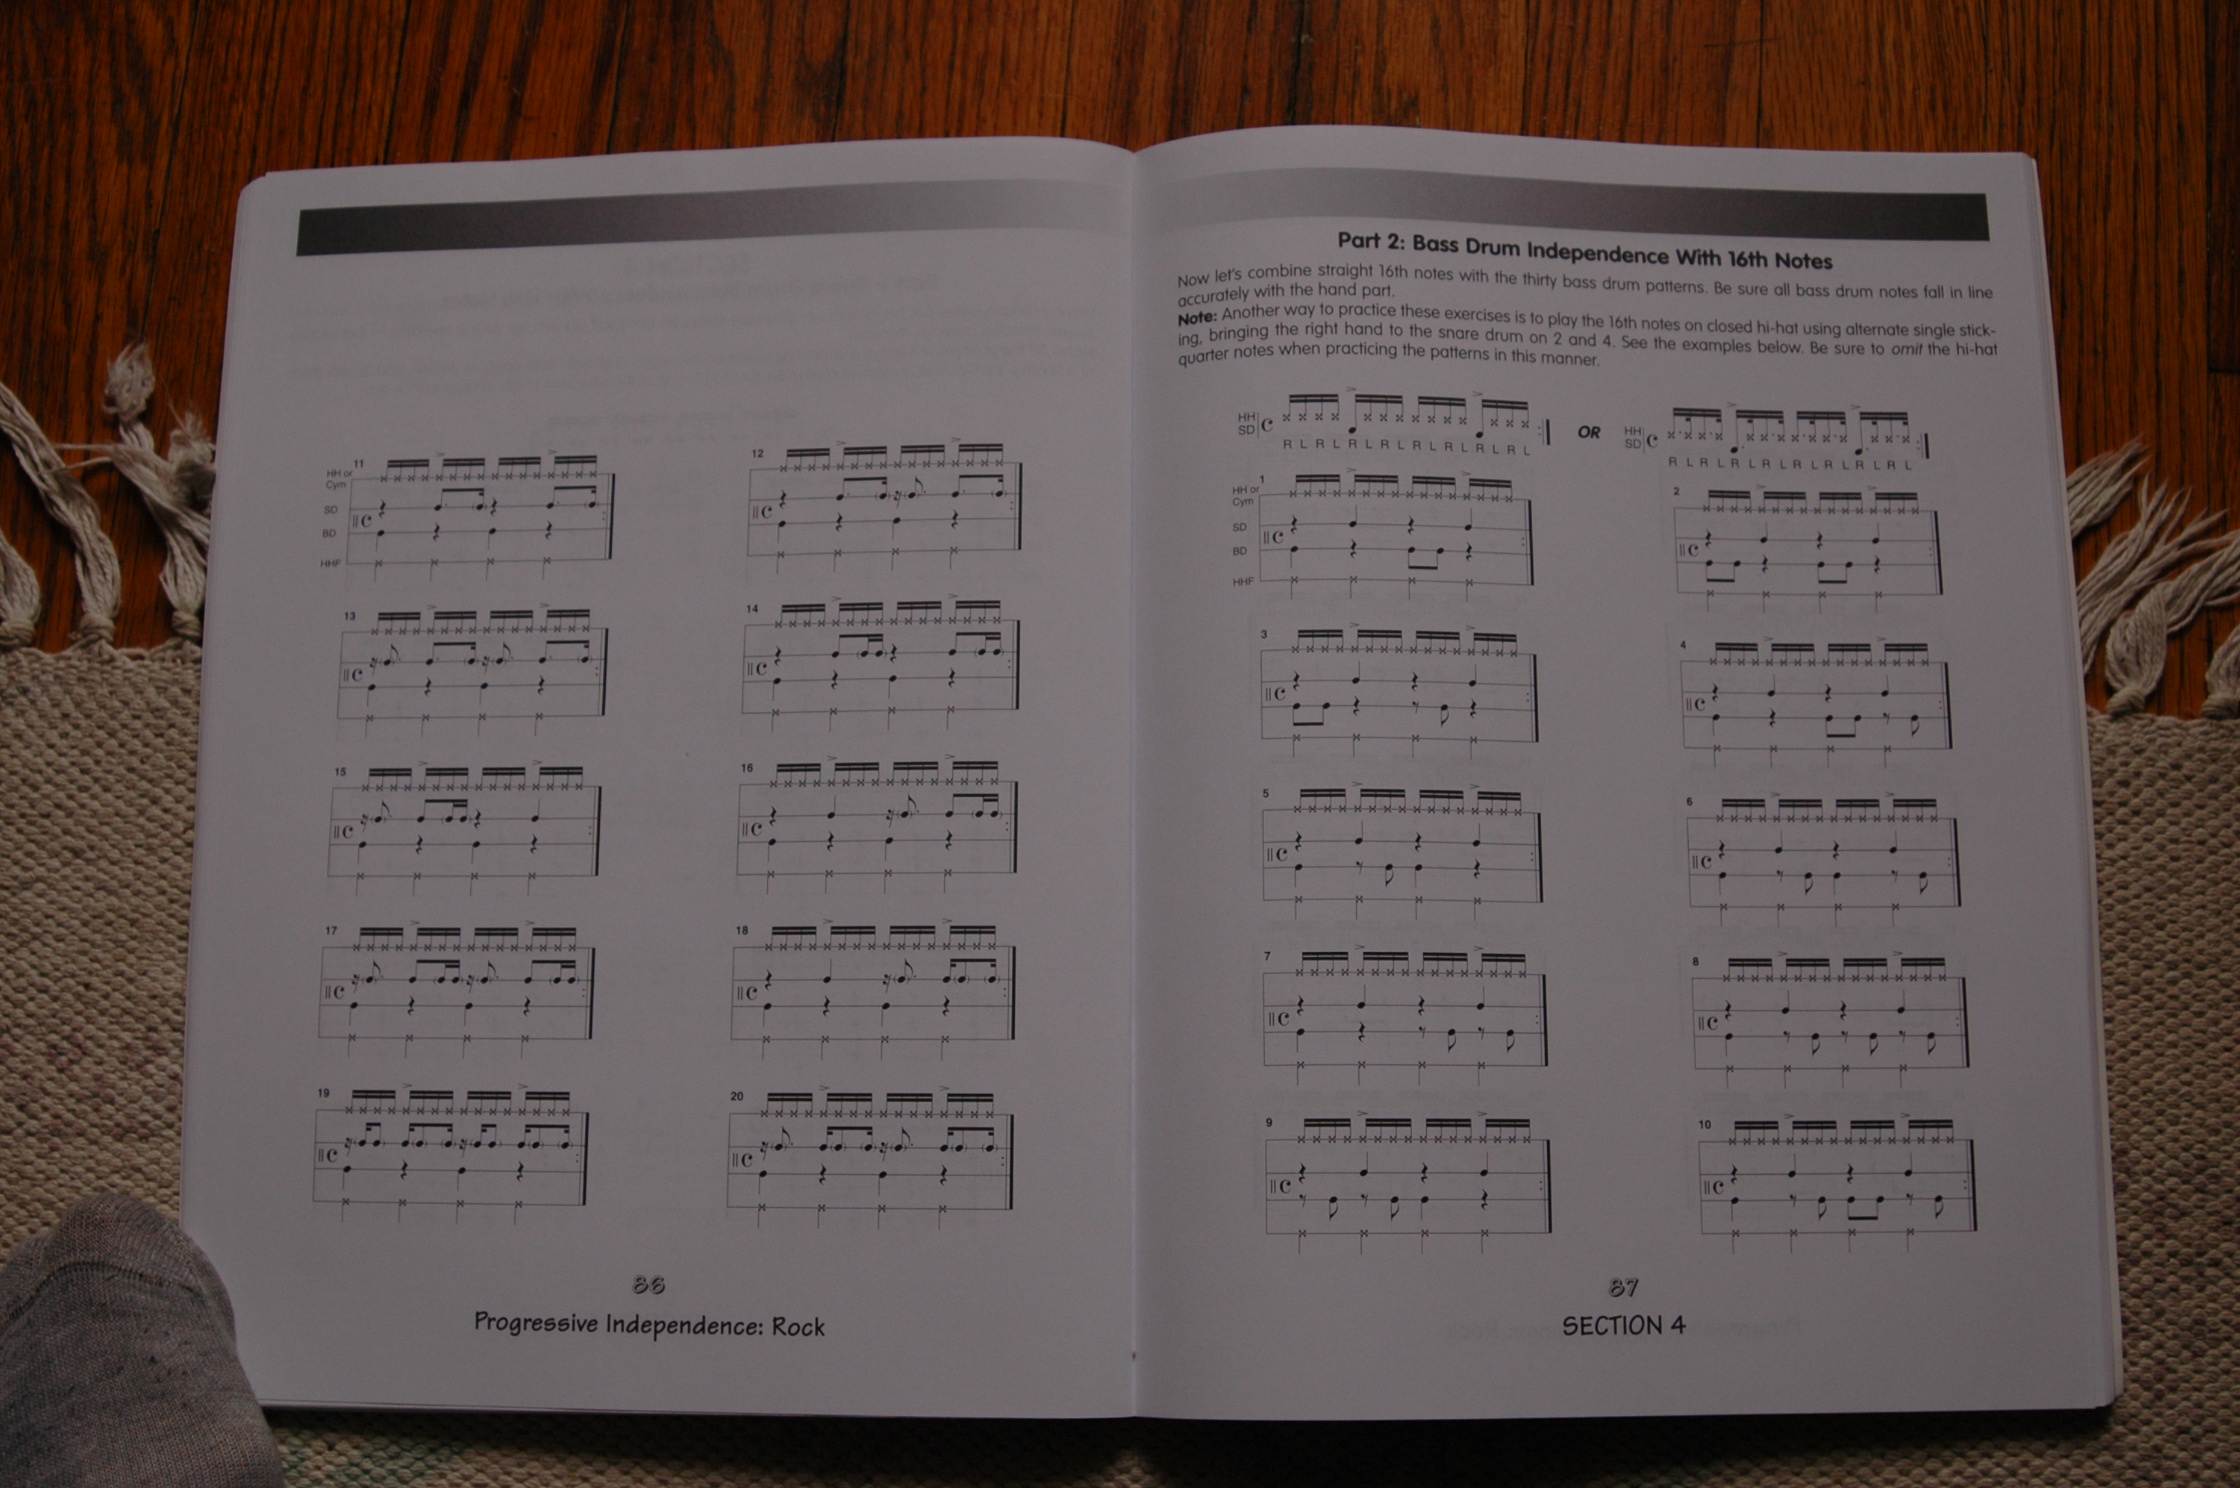 11
HH or
Cym
SD
BD
HHF
12
13
14
15
16
17
18
19
20
86
Progressive Independence: Rock
Part 2: Bass Drum Independence With 16th Notes
Now let's combine straight 16th notes with the thirty bass drum patterns. Be sure all bass drum notes fall in line
accurately with the hand part.
Note: Another way to practice these exercises is to play the 16th notes on closed hi-hat using alternate single stick-
ing, bringing the right hand to the snare drum on 2 and 4. See the examples below. Be sure to omit the hi-hat
quarter notes when practicing the patterns in this manner.
HH
SD
R L R L R L R L R L R L R L R L
OR
HH
SD
R L R L R L R L R L R L R L R L
1
HH or
Cym
SD
BD
HHF
2
3
4
5
6
7
8
9
10
87
SECTION 4